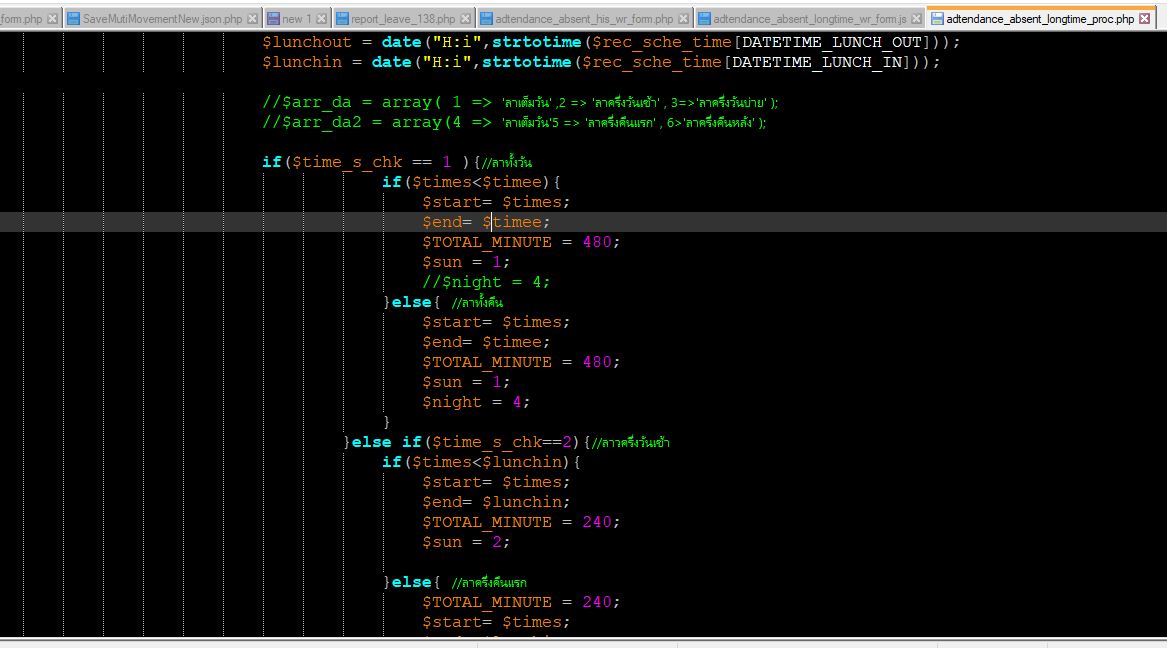 _form.php SaveMutiMovementNew.json.php new 1 report_leave_138.php adtendance_absent_his_wr_form.php adtendance_absent_longtime_wr_form.js adtendance_absent_longtime_proc.php
$lunchout = date("H:i",strtotime($rec_sche_time[DATETIME_LUNCH_OUT]));
$lunchin = date("H:i",strtotime($rec_sche_time[DATETIME_LUNCH_IN]));
//$arr_da = array( 1 => 'ลาเต็มวัน' ,2 => 'ลาครึ่งวันเช้า' , 3=>'ลาครึ่งวันบ่าย' );
//$arr_da2 = array(4 => 'ลาเต็มวัน'5 => 'ลาครึ่งคืนแรก' , 6>'ลาครึ่งคืนหลัง' );
if($time_s_chk == 1 ){//ลาทั้งวัน
if($times<$timee){
$start= $times;
$end= $timee;
$TOTAL_MINUTE = 480;
$sun = 1;
//$night = 4;
}else{ //ลาทั้งคืน
$start= $times;
$end= $timee;
$TOTAL_MINUTE = 480;
$sun = 1;
$night = 4;
}
}else if($time_s_chk==2){//ลาวครึ่งวันเช้า
if($times<$lunchin){
$start= $times;
$end= $lunchin;
$TOTAL_MINUTE = 240;
$sun = 2;
}else{ //ลาครึ่งคืนแรก
$TOTAL_MINUTE = 240;
$start= $times;